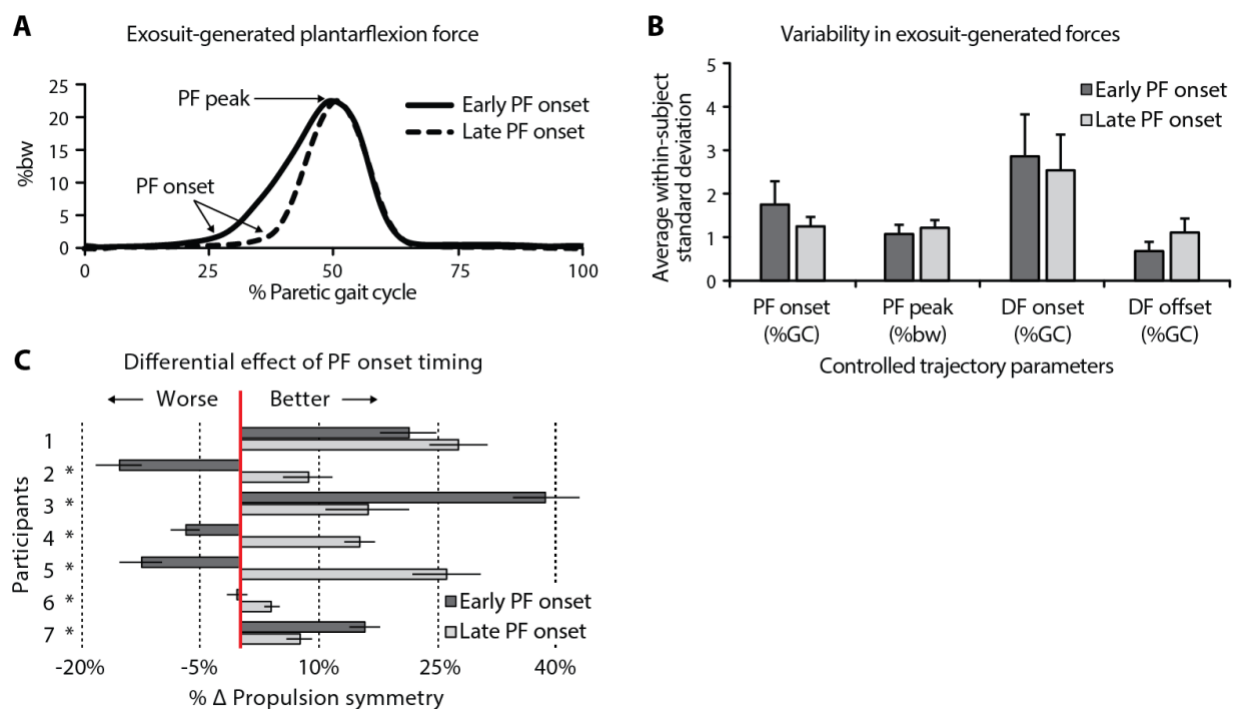 A
Exosuit-generated plantarflexion force
25
20
15
10
5
0
%bw
PF peak
PF onset
Early PF onset
Late PF onset
0 25 50 75 100
% Paretic gait cycle
B
Variability in exosuit-generated forces
5
4
3
2
1
0
Average within-subject
standard deviation
Early PF onset
Late PF onset
PF onset PF peak DF onset DF offset
(%GC) (%bw) (%GC) (%GC)
Controlled trajectory parameters
C
Differential effect of PF onset timing
Worse Better
Participants
1
2 *
3 *
4 *
5 *
6 *
7 *
Early PF onset
Late PF onset
-20% -5% 10% 25% 40%
% Δ Propulsion symmetry